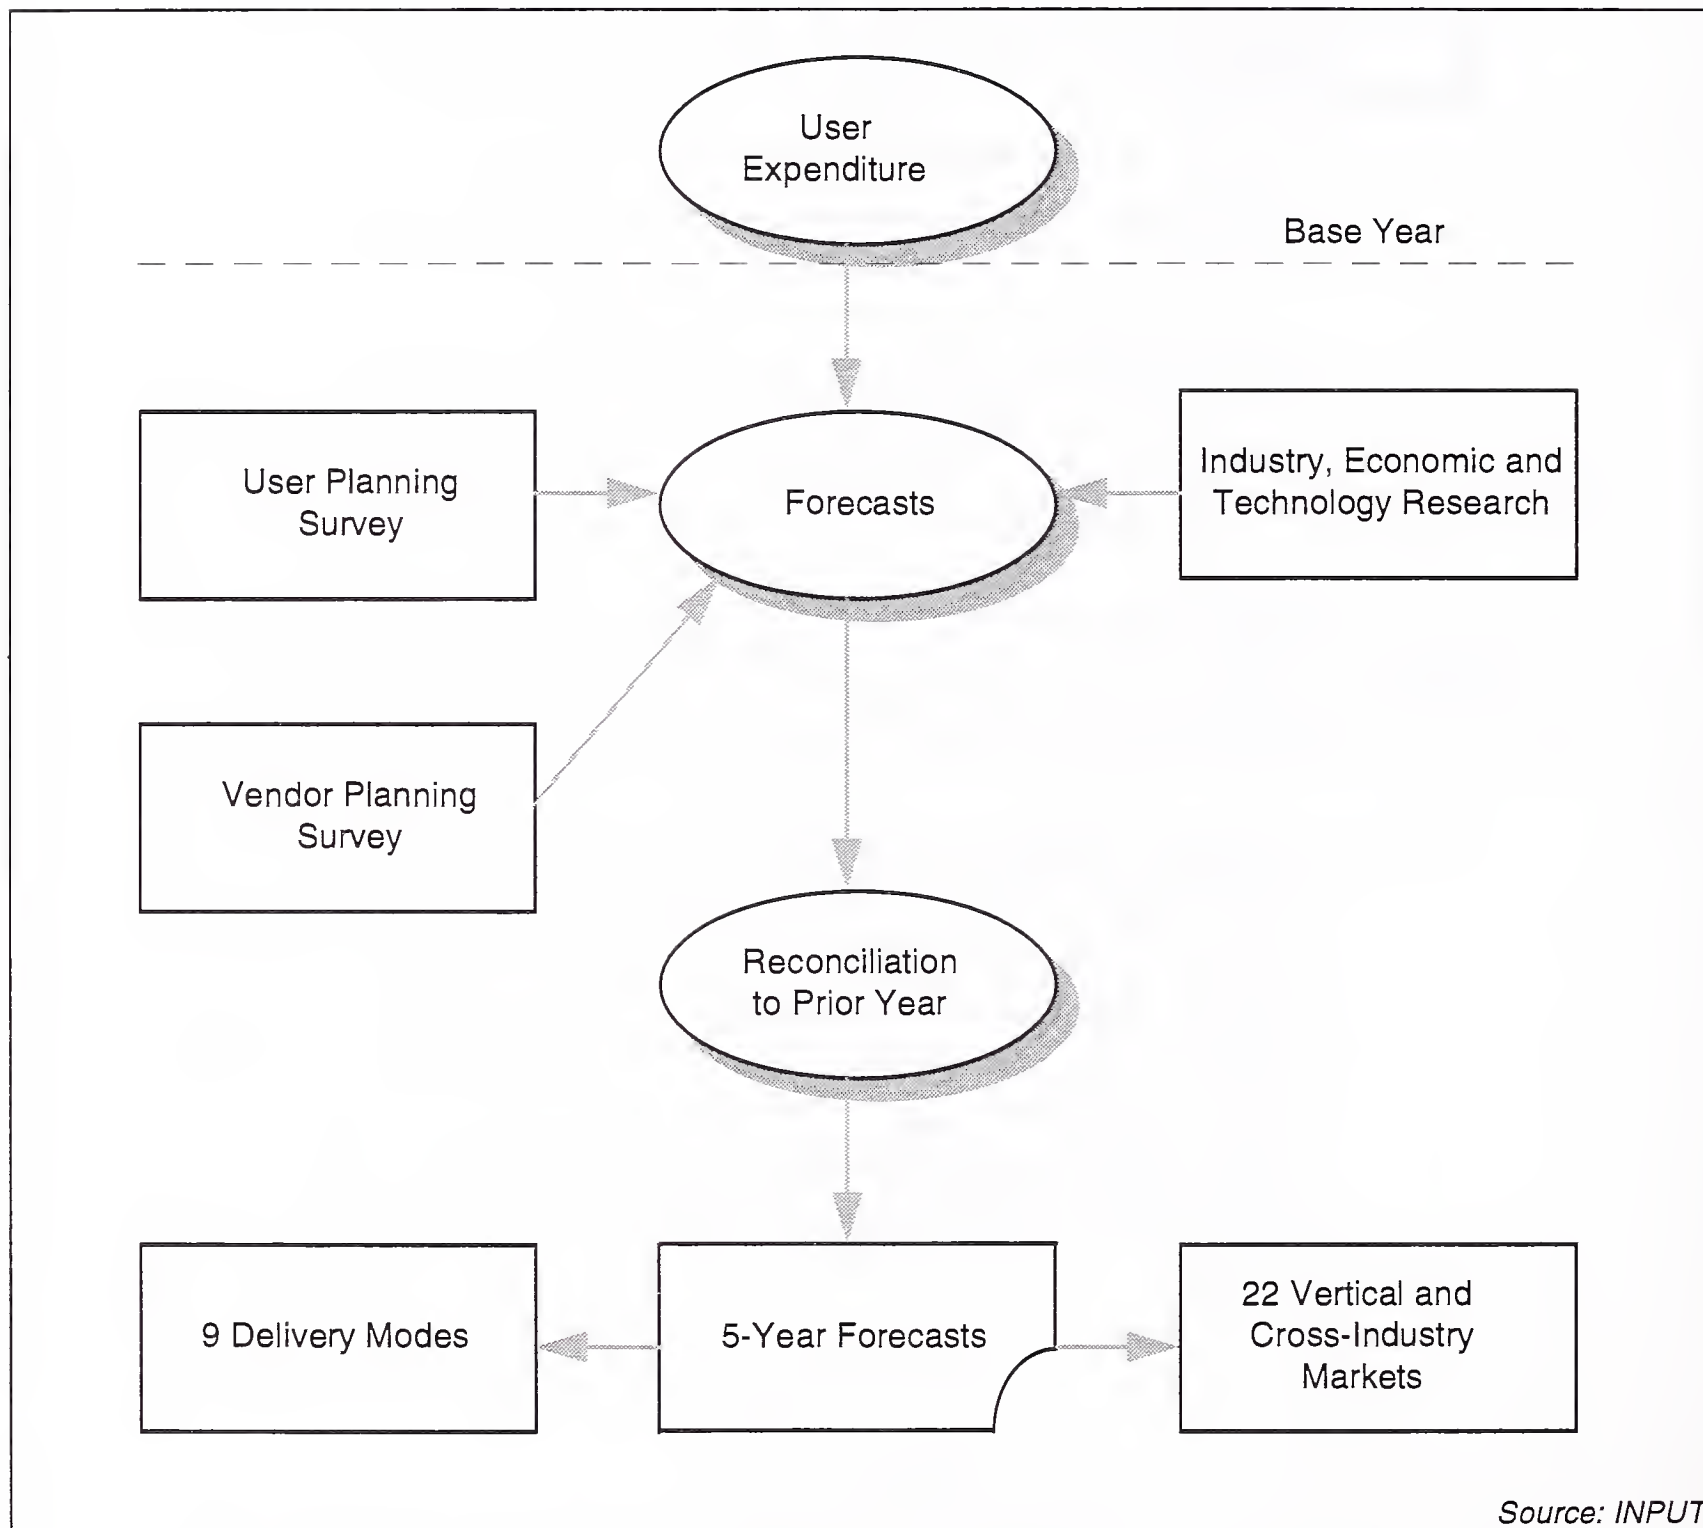 User
Expenditure
Base Year
User Planning
Survey
Forecasts
Industry, Economic and
Technology Research
Vendor Planning
Survey
Reconciliation
to Prior Year
9 Delivery Modes
5-Year Forecasts
22 Vertical and
Cross-Industry
Markets
Source: INPUT